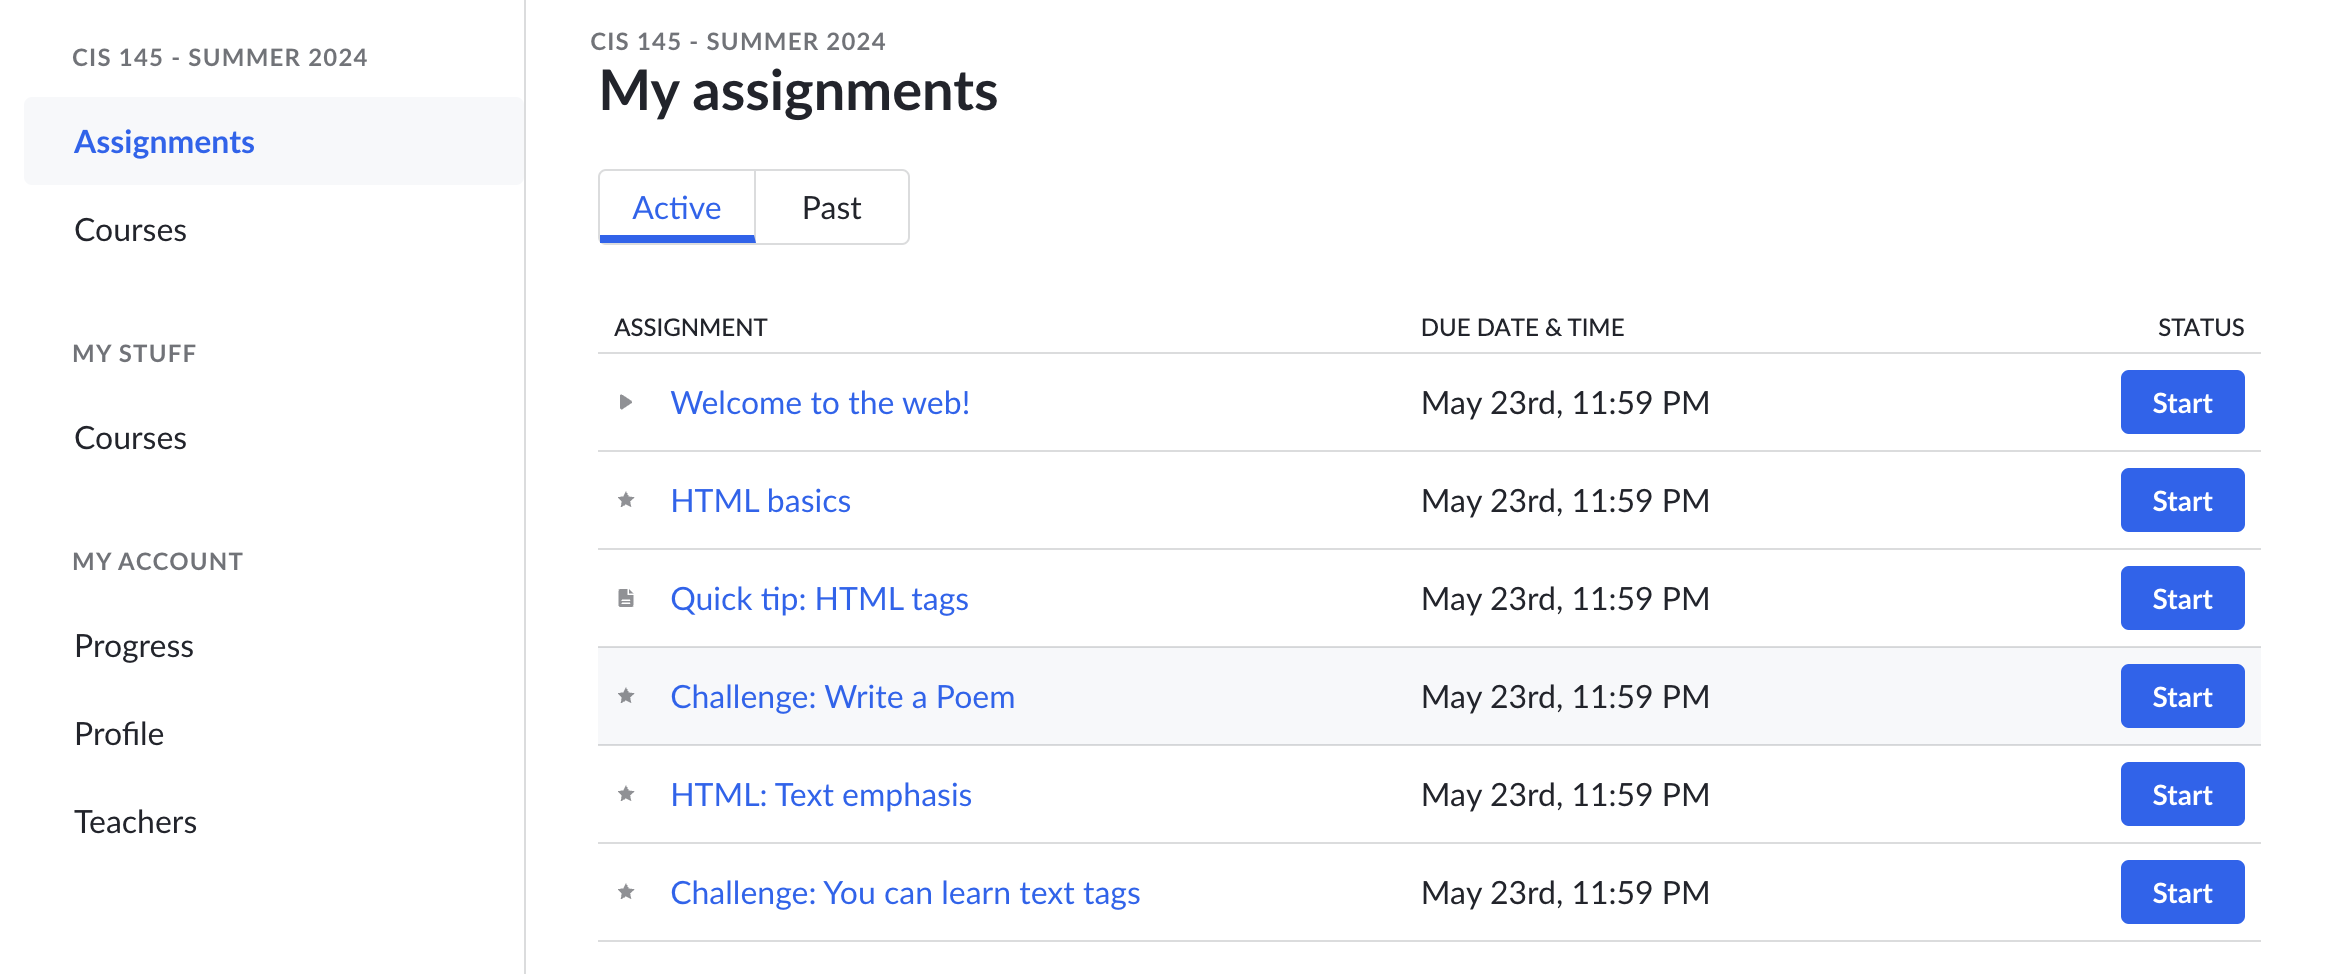 CIS 145 - SUMMER 2024
Assignments
Courses
MY STUFF
Courses
MY ACCOUNT
Progress
Profile
Teachers
CIS 145 - SUMMER 2024
My assignments
Active Past
ASSIGNMENT DUE DATE & TIME STATUS
Welcome to the web! May 23rd, 11:59 PM Start
HTML basics May 23rd, 11:59 PM Start
Quick tip: HTML tags May 23rd, 11:59 PM Start
Challenge: Write a Poem May 23rd, 11:59 PM Start
HTML: Text emphasis May 23rd, 11:59 PM Start
Challenge: You can learn text tags May 23rd, 11:59 PM Start